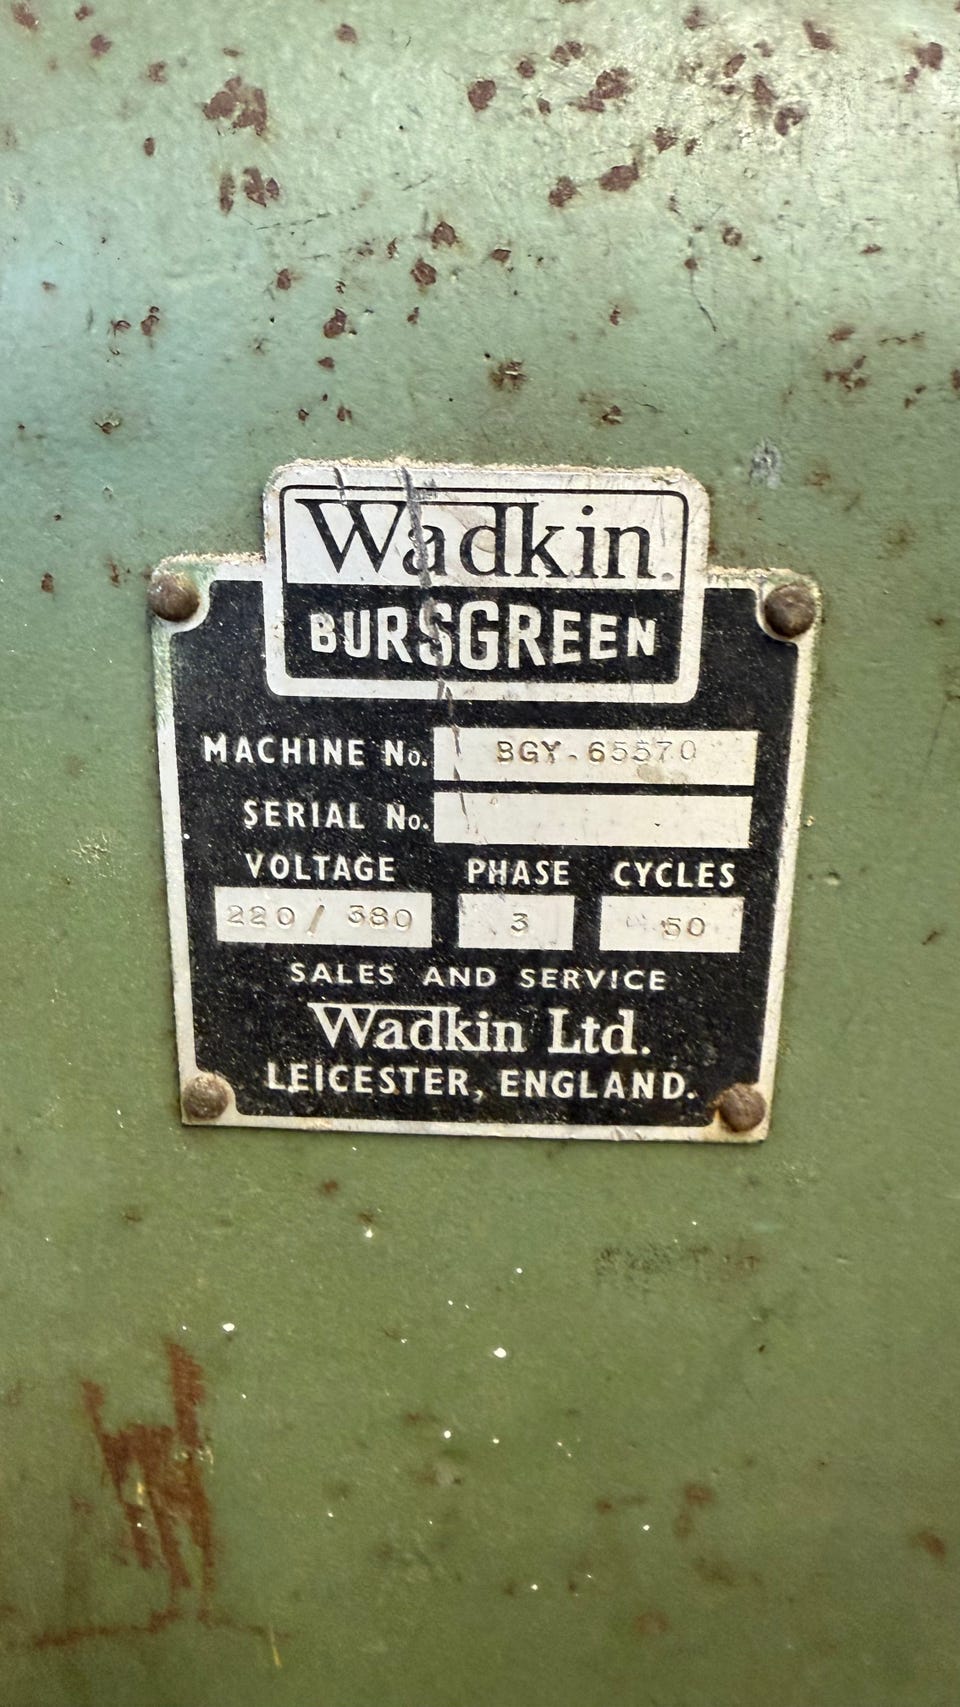 Wadkin.
BURSGREEN
MACHINE No. BGY-65570
SERIAL No.
VOLTAGE PHASE CYCLES
220 / 380 3 50
SALES AND SERVICE
Wadkin Ltd.
LEICESTER, ENGLAND.